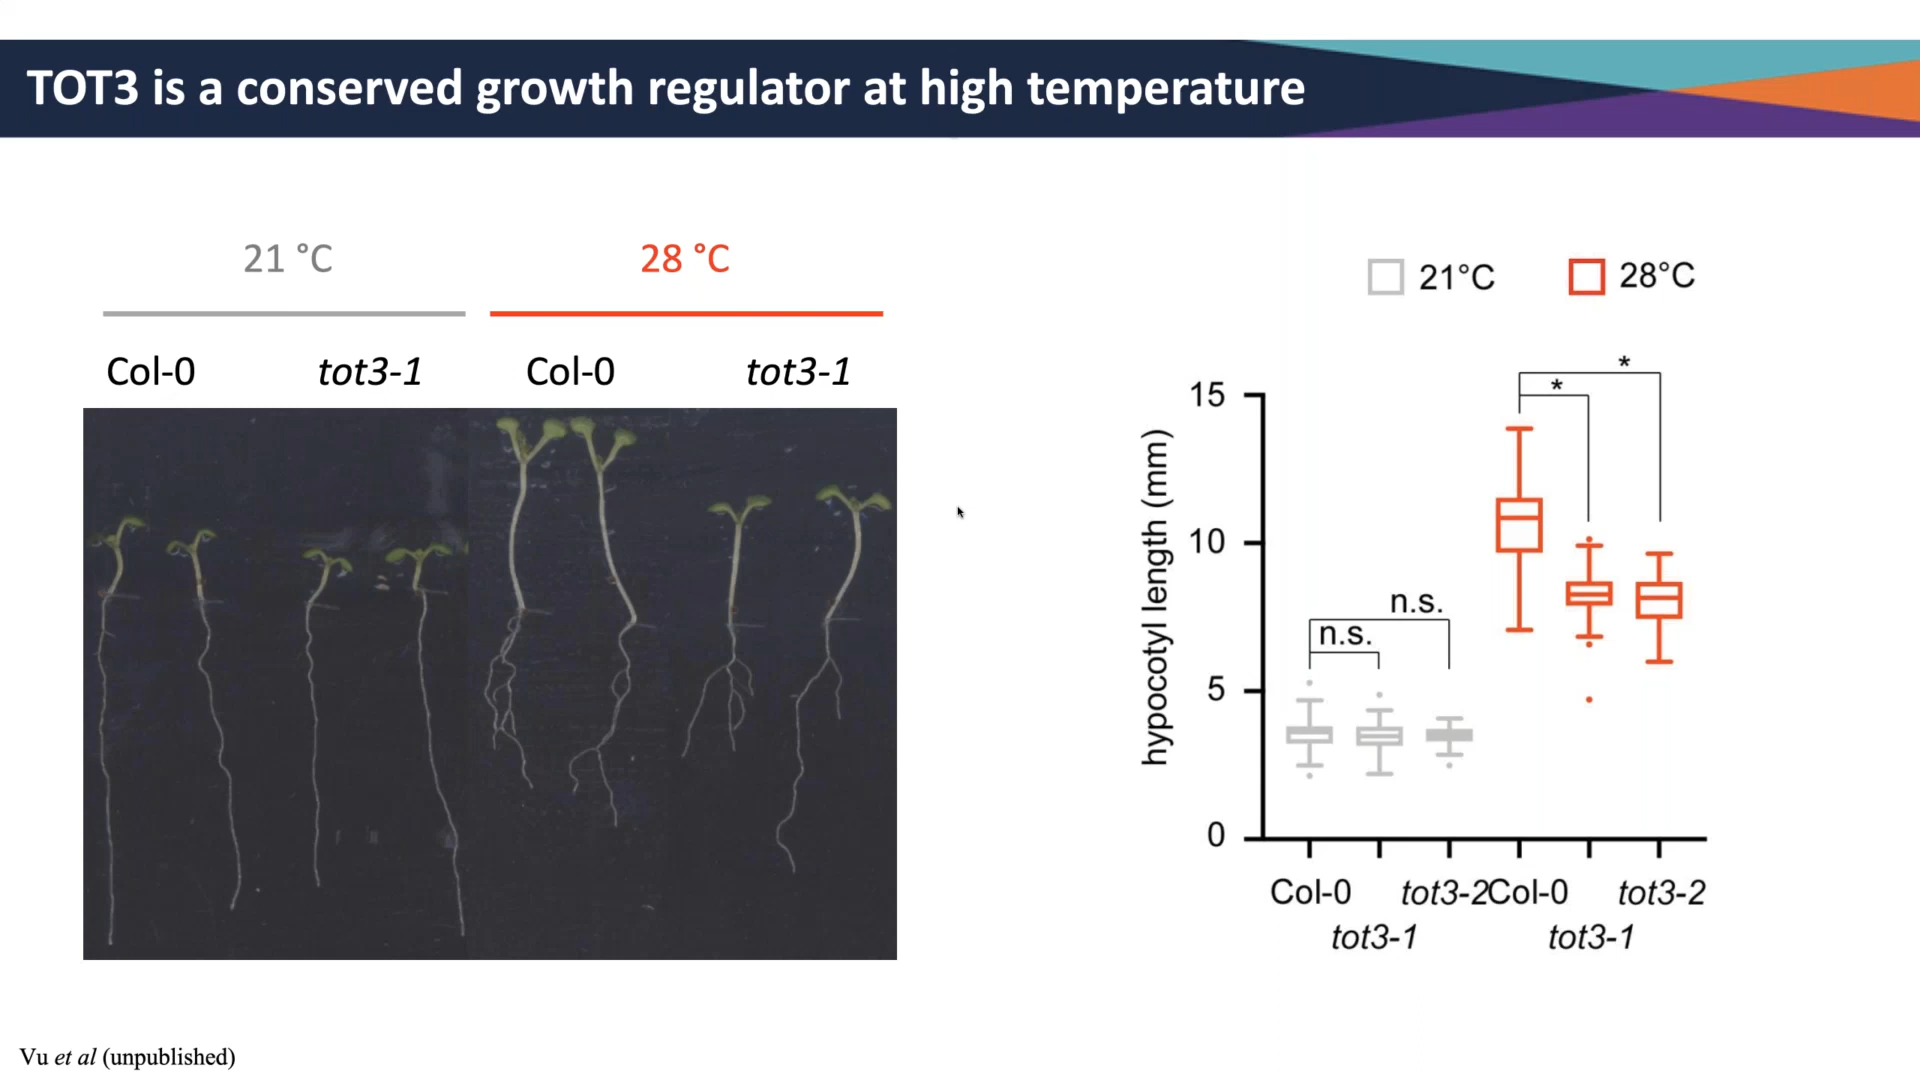 TOT3 is a conserved growth regulator at high temperature
21 °C
28 °C
Col-0
tot3-1
Col-0
tot3-1
21°C
28°C
hypocotyl length (mm)
15
10
5
0
n.s.
n.s.
*
*
Col-0
tot3-2
Col-0
tot3-2
tot3-1
tot3-1
Vu et al (unpublished)